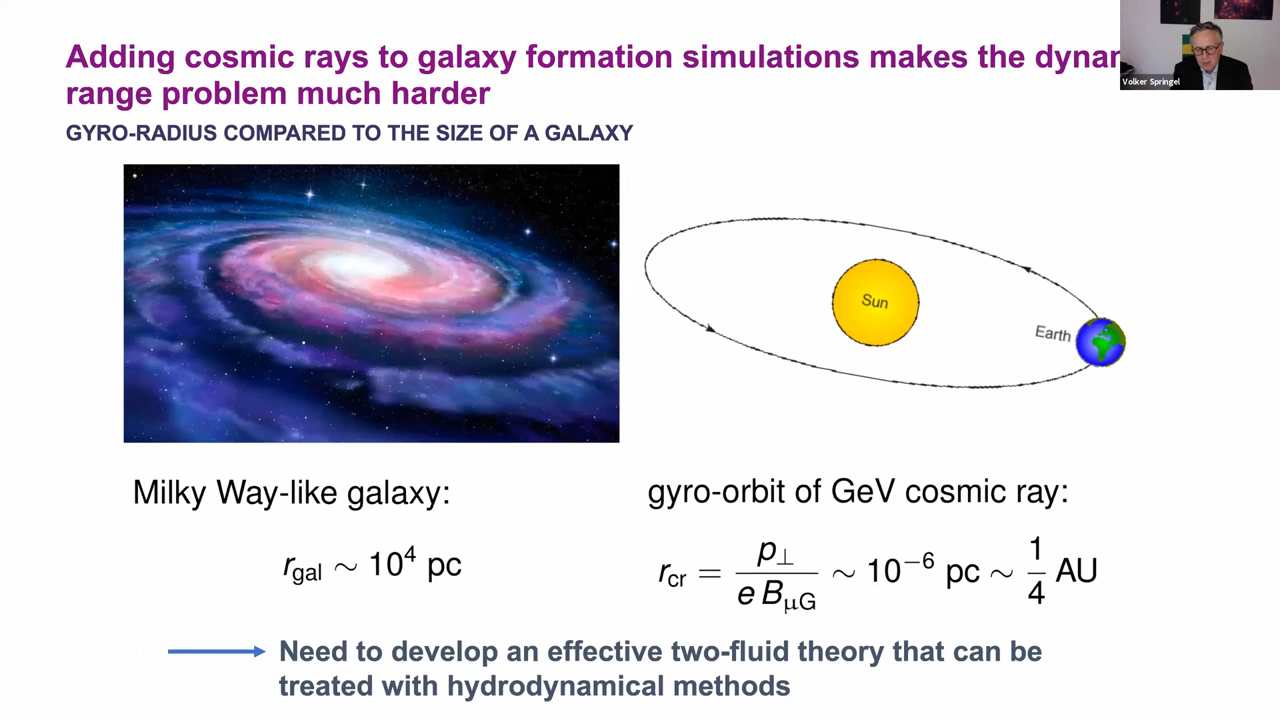 Adding cosmic rays to galaxy formation simulations makes the
range problem much harder
GYRO-RADIUS COMPARED TO THE SIZE OF A GALAXY
Volker Springel
Sun
Earth
Milky Way-like galaxy:
r_gal ∼ 10⁴ pc
gyro-orbit of GeV cosmic ray:
r_cr = p_⊥ / e B_μG ∼ 10⁻⁶ pc ∼ 1/4 AU
Need to develop an effective two-fluid theory that can be
treated with hydrodynamical methods